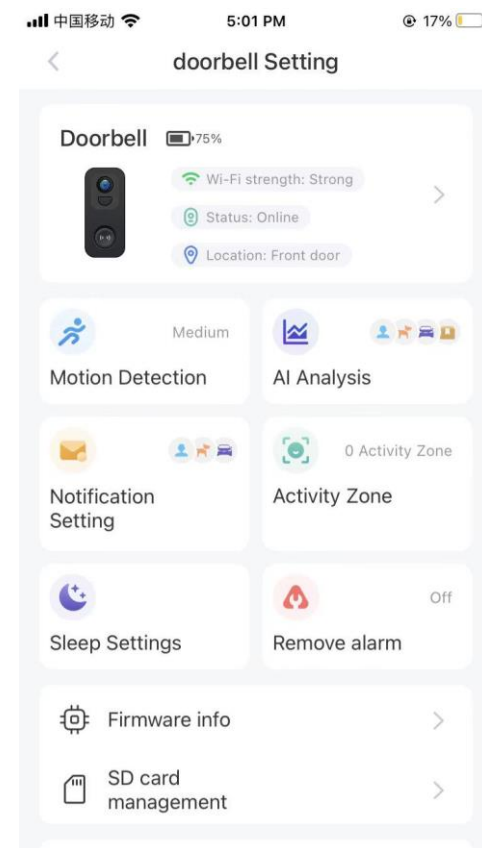 中国移动 5:01 PM 17%
doorbell Setting
Doorbell 75%
Wi-Fi strength: Strong
Status: Online
Location: Front door
Medium
Motion Detection
AI Analysis
Notification
Setting
0 Activity Zone
Activity Zone
Sleep Settings
Off
Remove alarm
Firmware info
SD card
management